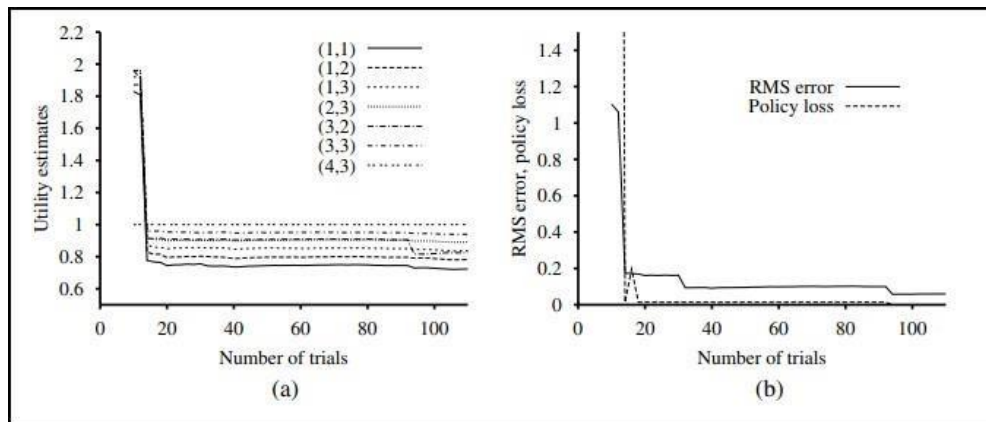 2.2
2
1.8
1.6
1.4
1.2
1
0.8
0.6
Utility estimates
(1,1)
(1,2)
(1,3)
(2,3)
(3,2)
(3,3)
(4,3)
0 20 40 60 80 100
Number of trials
(a)
1.4
1.2
1
0.8
0.6
0.4
0.2
0
RMS error, policy loss
RMS error
Policy loss
0 20 40 60 80 100
Number of trials
(b)